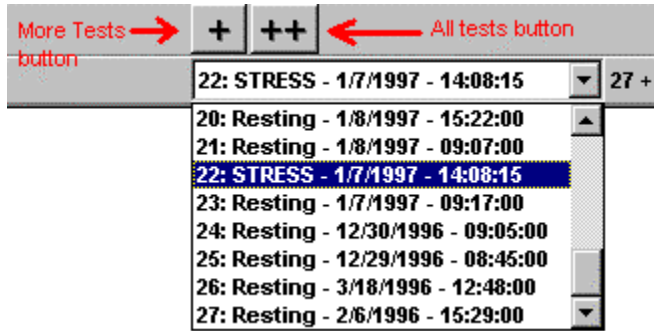 More Tests button
+ ++
All tests button
22: STRESS - 1/7/1997 - 14:08:15
27 +
20: Resting - 1/8/1997 - 15:22:00
21: Resting - 1/8/1997 - 09:07:00
22: STRESS - 1/7/1997 - 14:08:15
23: Resting - 1/7/1997 - 09:17:00
24: Resting - 12/30/1996 - 09:05:00
25: Resting - 12/29/1996 - 08:45:00
26: Resting - 3/18/1996 - 12:48:00
27: Resting - 2/6/1996 - 15:29:00